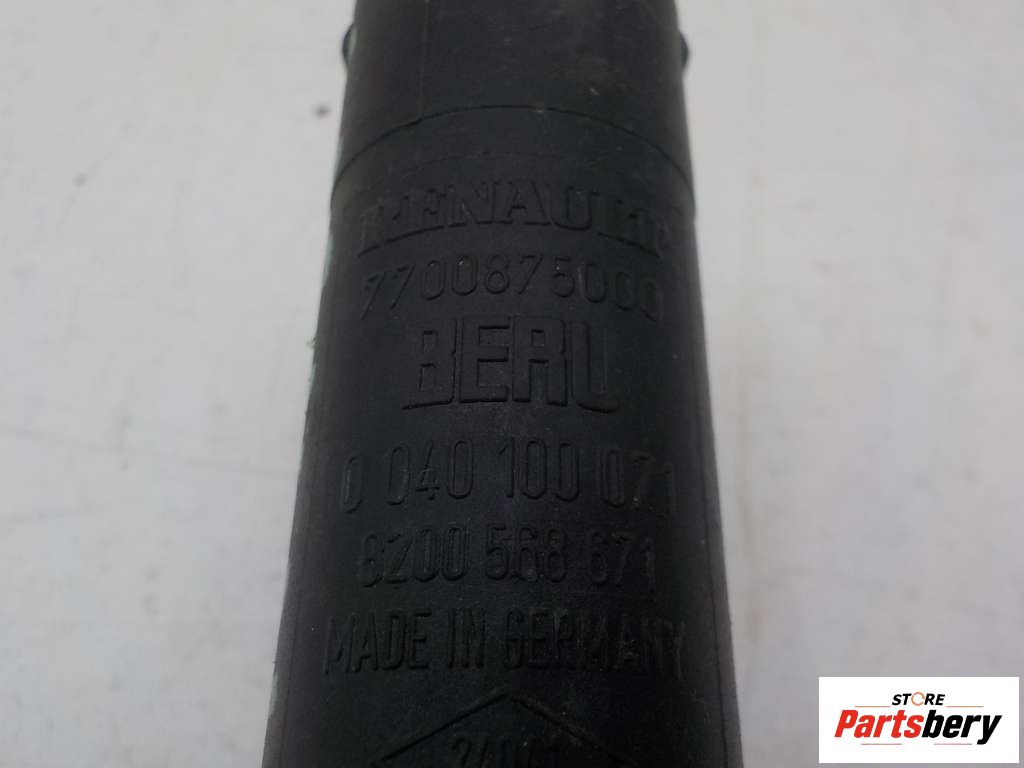 RENAULT
7700875000
BERU
0 040 100 071
8200 568 671
MADE IN GERMANY
STORE
Partsbery